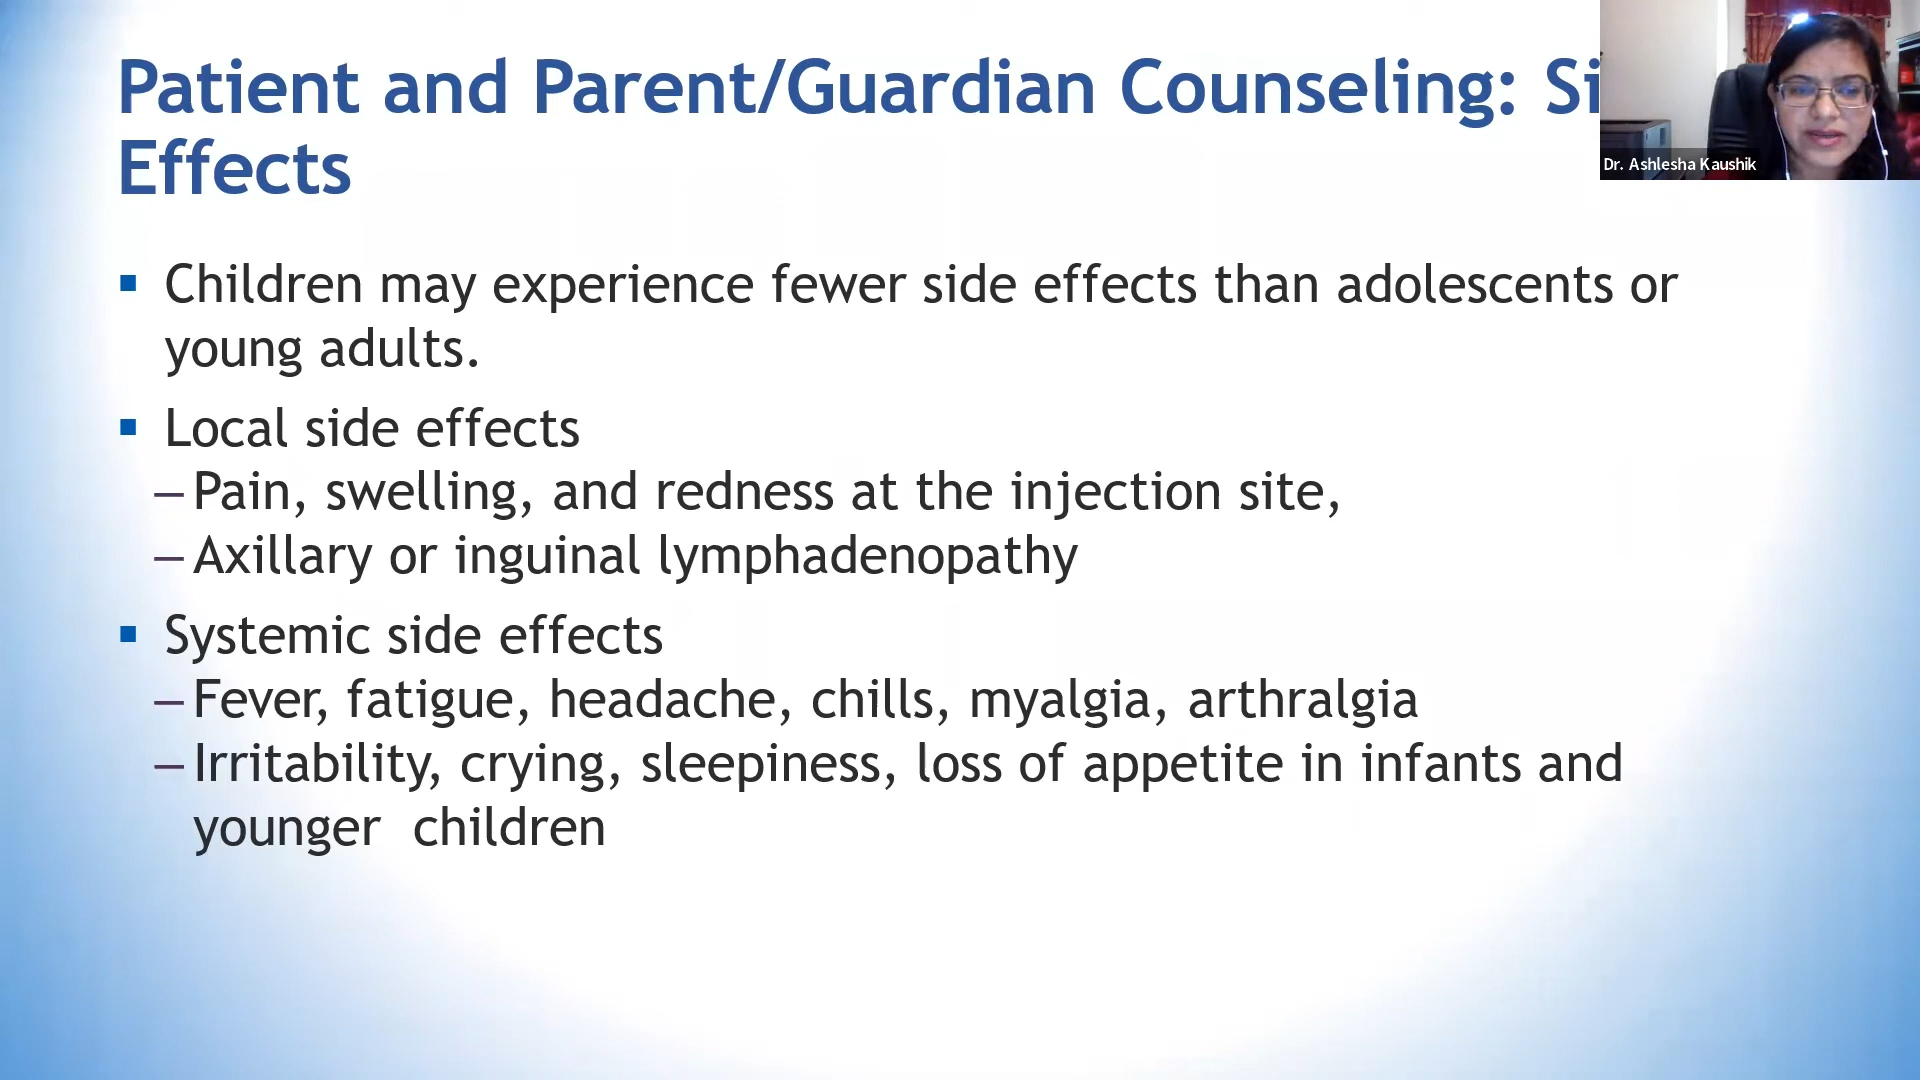 Patient and Parent/Guardian Counseling: Si
Effects
Dr. Ashlesha Kaushik
▪ Children may experience fewer side effects than adolescents or
young adults.
▪ Local side effects
– Pain, swelling, and redness at the injection site,
– Axillary or inguinal lymphadenopathy
▪ Systemic side effects
– Fever, fatigue, headache, chills, myalgia, arthralgia
– Irritability, crying, sleepiness, loss of appetite in infants and
younger  children